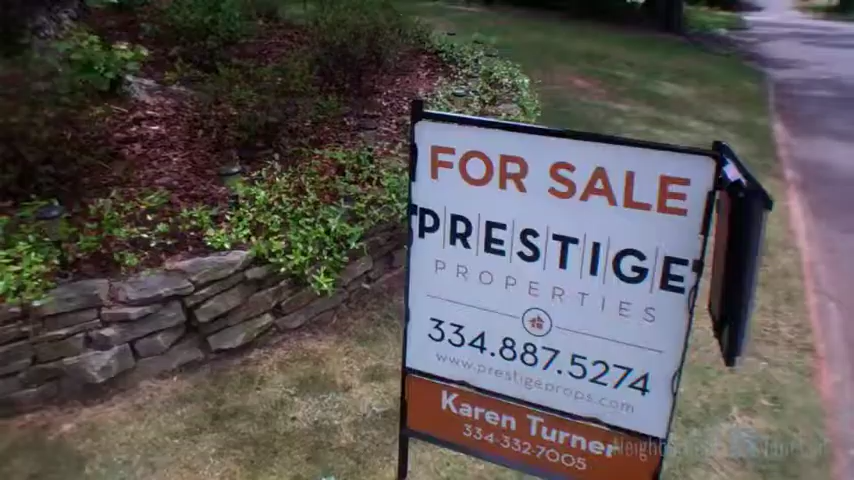 FOR SALE
PRESTIGE
PROPERTIES
334.887.5274
www.prestigeprops.com
Karen Turner
334-332-7005